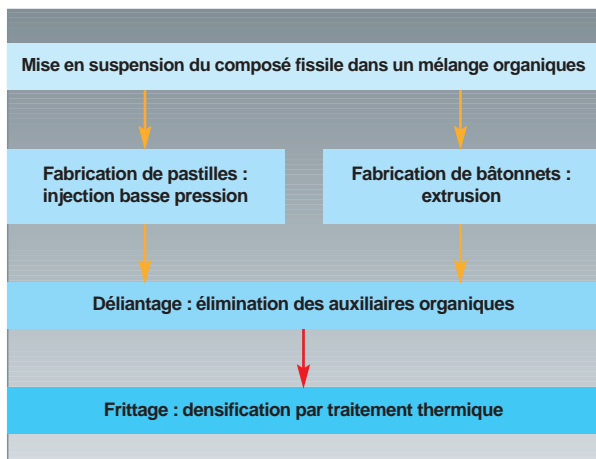 Mise en suspension du composé fissile dans un mélange organiques
Fabrication de pastilles :
injection basse pression
Fabrication de bâtonnets :
extrusion
Déliantage : élimination des auxiliaires organiques
Frittage : densification par traitement thermique